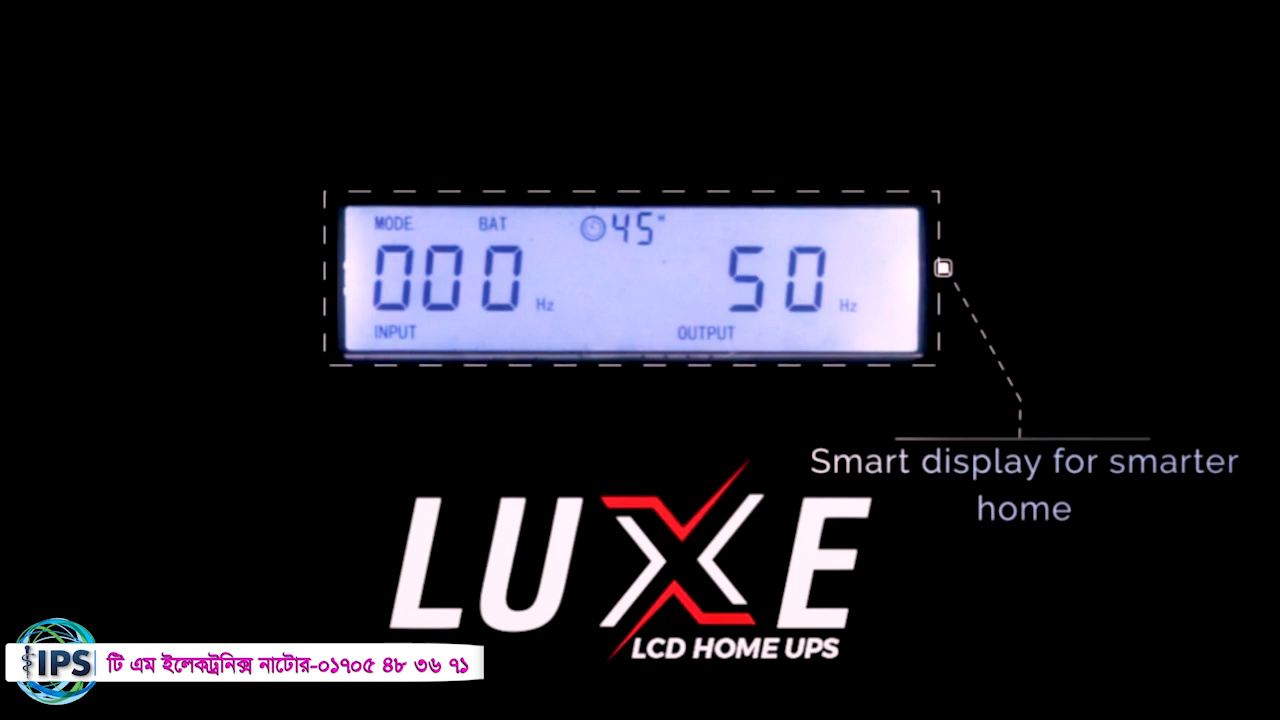 MODE BAT 45"
000 Hz 50 Hz
INPUT OUTPUT
Smart display for smarter
home
LUXE
LCD HOME UPS
IPS টি এম ইলেকট্রনিক্স নাটোর-০১৭০৫ ৪৮ ৩৬ ৭১